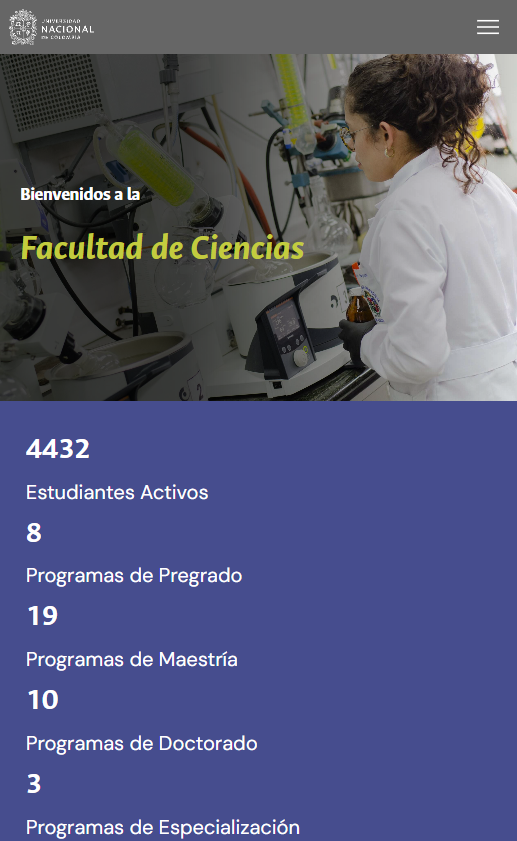 UNIVERSIDAD
NACIONAL
DE COLOMBIA
Bienvenidos a la
Facultad de Ciencias
4432
Estudiantes Activos
8
Programas de Pregrado
19
Programas de Maestría
10
Programas de Doctorado
3
Programas de Especialización